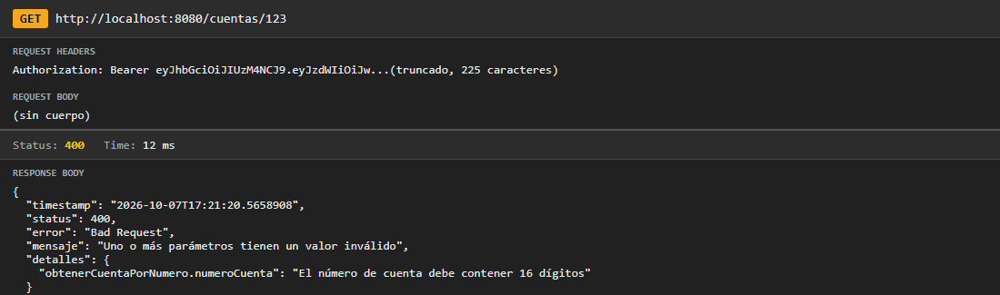 GET http://localhost:8080/cuentas/123
REQUEST HEADERS
Authorization: Bearer eyJhbGciOiJIUzM4NCJ9.eyJzdWIiOiJw...(truncado, 225 caracteres)
REQUEST BODY
(sin cuerpo)
Status: 400 Time: 12 ms
RESPONSE BODY
{
"timestamp": "2026-10-07T17:21:20.5658908",
"status": 400,
"error": "Bad Request",
"mensaje": "Uno o más parámetros tienen un valor inválido",
"detalles": {
"obtenerCuentaPorNumero.numeroCuenta": "El número de cuenta debe contener 16 dígitos"
}